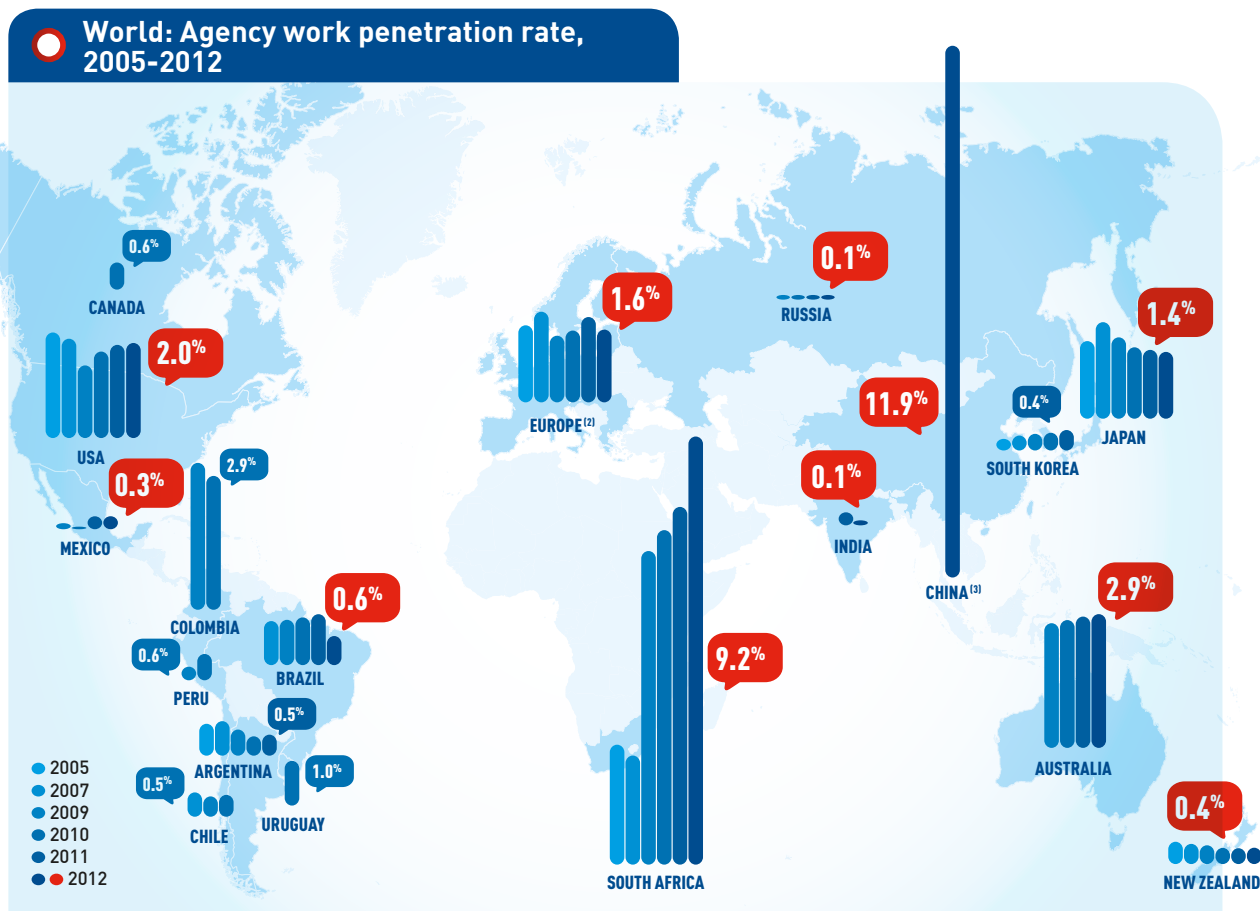 World: Agency work penetration rate,
2005-2012
0.6%
CANADA
2.0%
USA
0.3%
MEXICO
2.9%
COLOMBIA
0.6%
BRAZIL
0.6%
PERU
0.5%
ARGENTINA
0.5%
CHILE
1.0%
URUGUAY
1.6%
EUROPE(2)
0.1%
RUSSIA
9.2%
SOUTH AFRICA
0.1%
INDIA
11.9%
CHINA(3)
0.4%
SOUTH KOREA
1.4%
JAPAN
2.9%
AUSTRALIA
0.4%
NEW ZEALAND
2005
2007
2009
2010
2011
2012